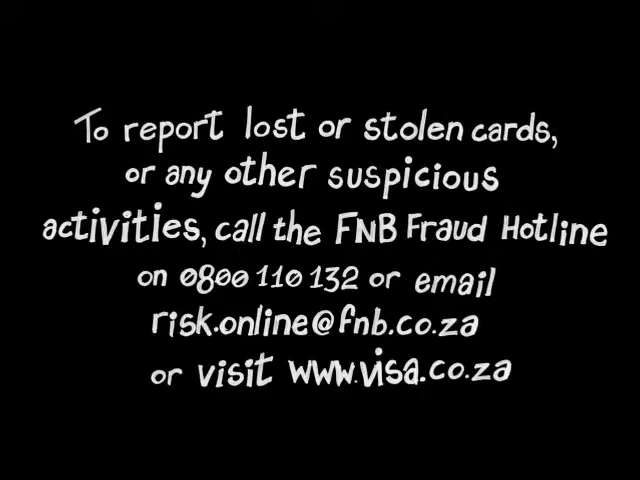 To report lost or stolen cards,
or any other suspicious
activities, call the FNB Fraud Hotline
on 0800 110 132 or email
risk.online@fnb.co.za
or visit www.visa.co.za